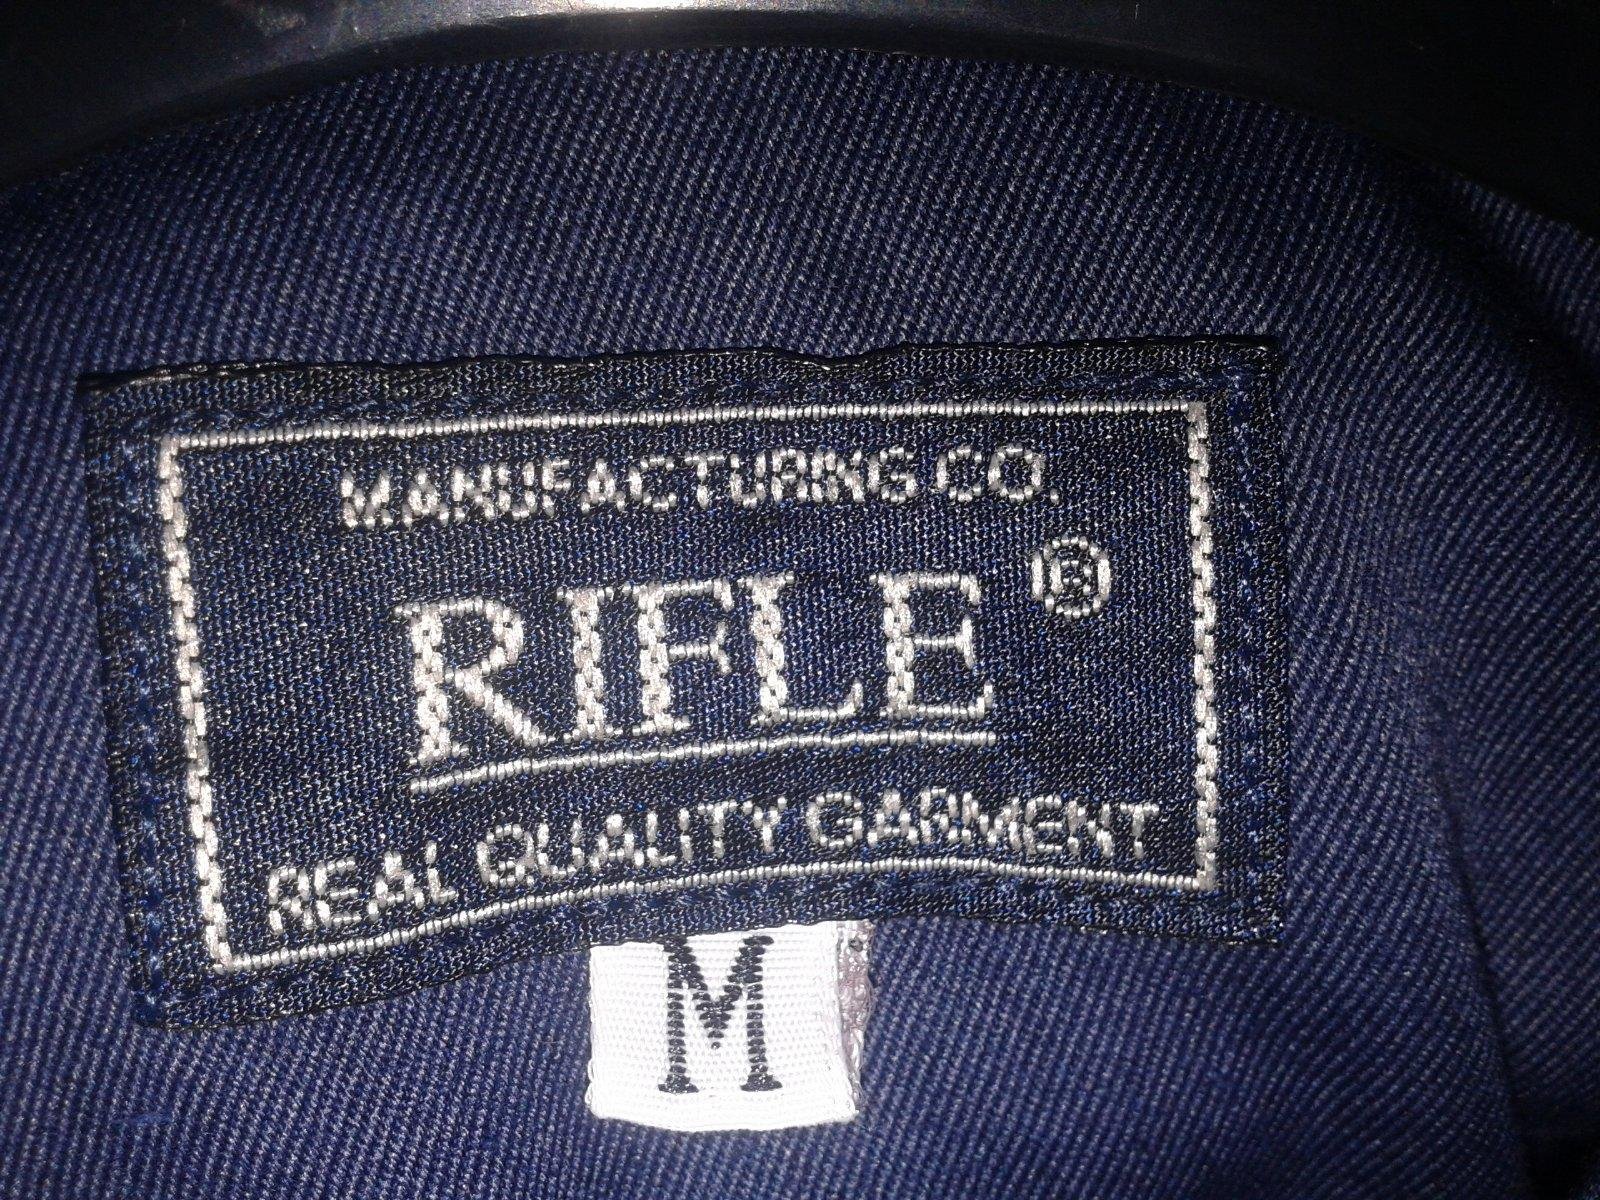 MANUFACTURING CO.
RIFLE ®
REAL QUALITY GARMENT
M